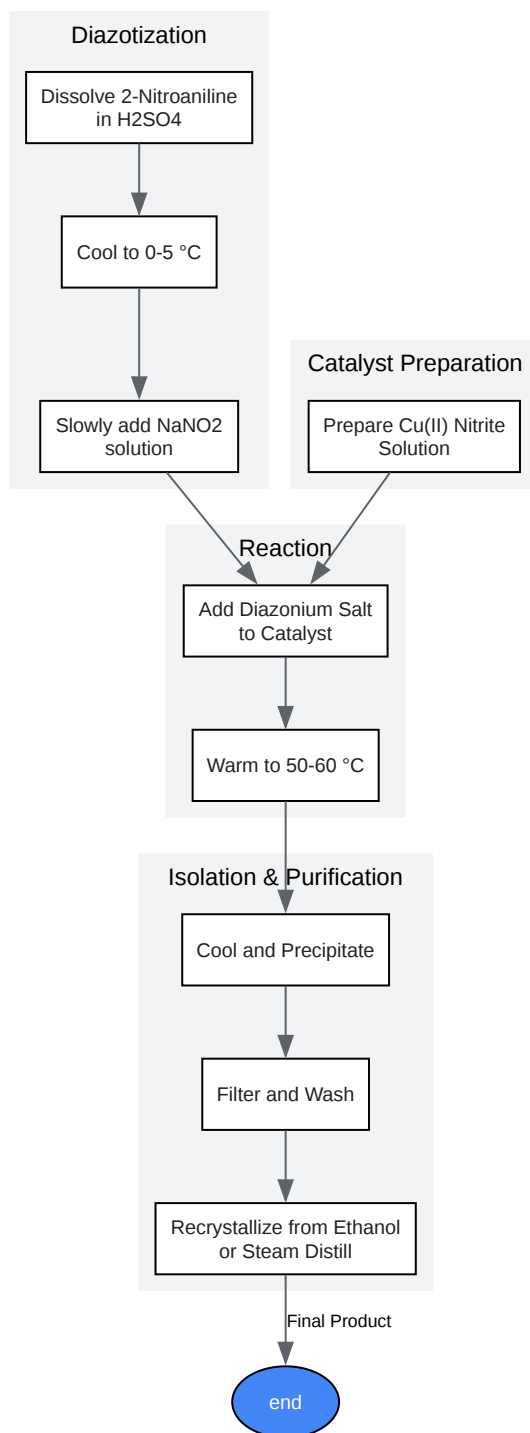 Diazotization
Dissolve 2-Nitroaniline
in H2SO4
Cool to 0-5 °C
Slowly add NaNO2
solution
Catalyst Preparation
Prepare Cu(II) Nitrite
Solution
Reaction
Add Diazonium Salt
to Catalyst
Warm to 50-60 °C
Isolation & Purification
Cool and Precipitate
Filter and Wash
Recrystallize from Ethanol
or Steam Distill
Final Product
end